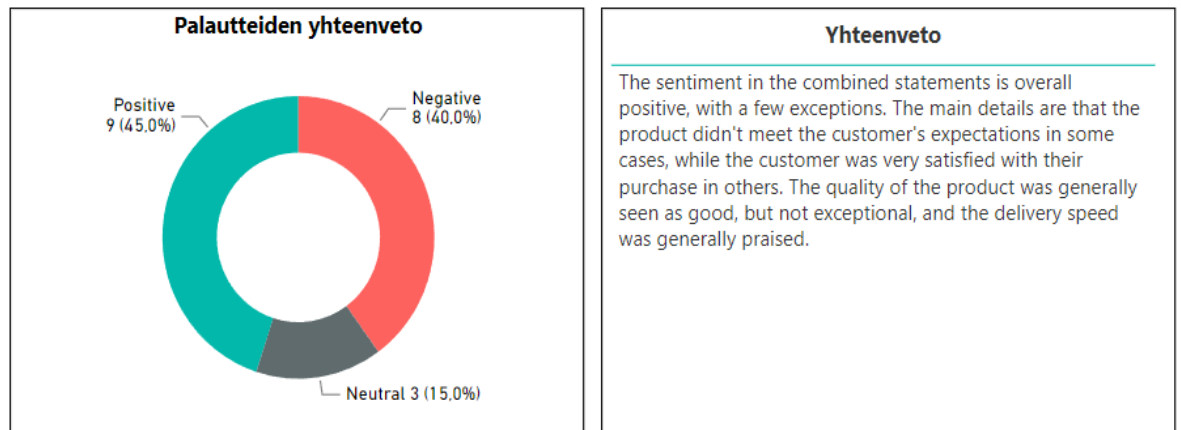 Palautteiden yhteenveto
Positive
9 (45,0%)
Negative
8 (40,0%)
Neutral 3 (15,0%)
Yhteenveto
The sentiment in the combined statements is overall
positive, with a few exceptions. The main details are that the
product didn't meet the customer's expectations in some
cases, while the customer was very satisfied with their
purchase in others. The quality of the product was generally
seen as good, but not exceptional, and the delivery speed
was generally praised.